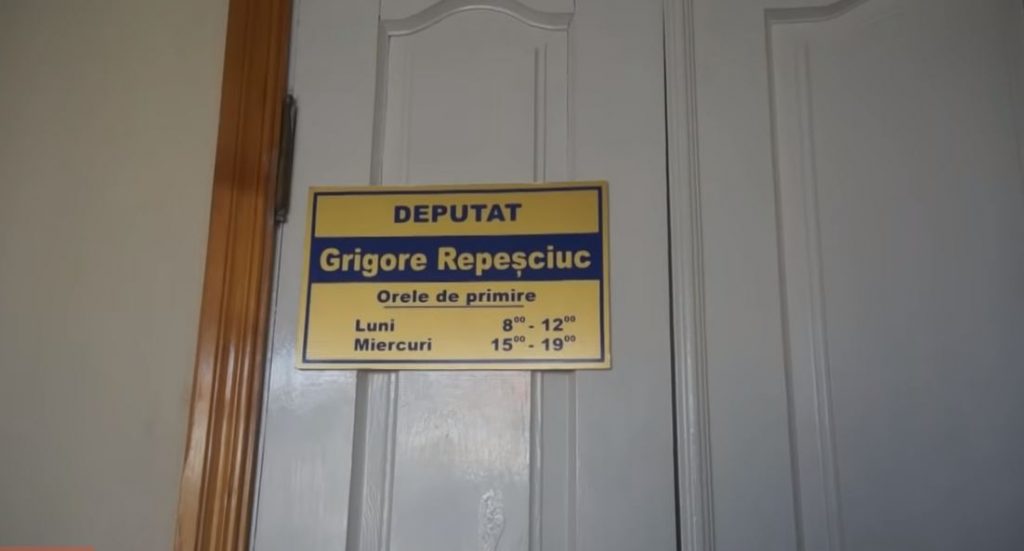 DEPUTAT
Grigore Repeșciuc
Orele de primire
Luni 8⁰⁰ - 12⁰⁰
Miercuri 15⁰⁰ - 19⁰⁰